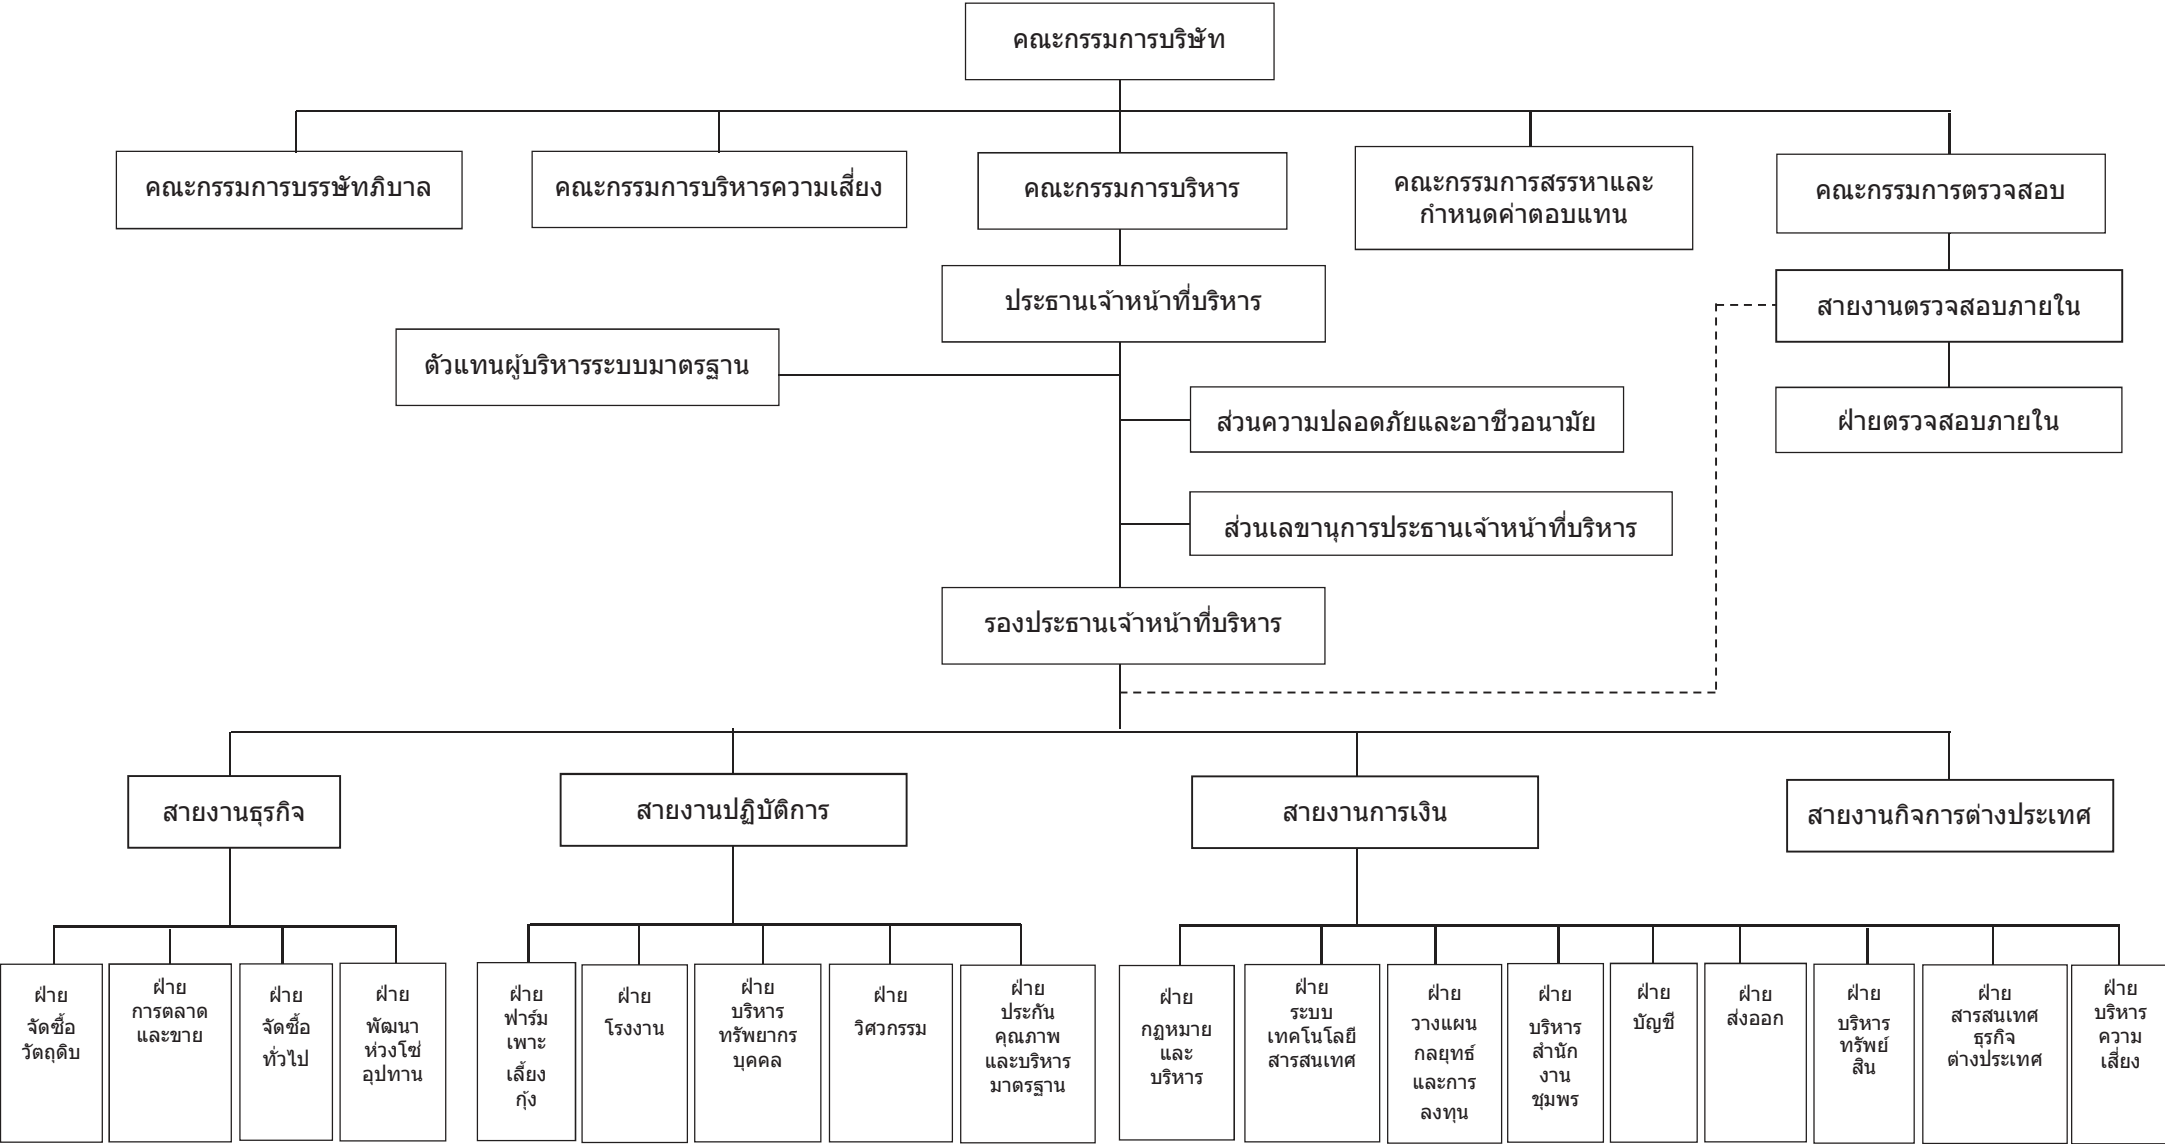 คณะกรรมการบริษัท
คณะกรรมการบรรษัทภิบาล
คณะกรรมการบริหารความเสี่ยง
คณะกรรมการบริหาร
คณะกรรมการสรรหาและ
กำหนดค่าตอบแทน
คณะกรรมการตรวจสอบ
ประธานเจ้าหน้าที่บริหาร
สายงานตรวจสอบภายใน
ตัวแทนผู้บริหารระบบมาตรฐาน
ส่วนความปลอดภัยและอาชีวอนามัย
ฝ่ายตรวจสอบภายใน
ส่วนเลขานุการประธานเจ้าหน้าที่บริหาร
รองประธานเจ้าหน้าที่บริหาร
สายงานธุรกิจ
สายงานปฏิบัติการ
สายงานการเงิน
สายงานกิจการต่างประเทศ
ฝ่าย
จัดซื้อ
วัตถุดิบ
ฝ่าย
การตลาด
และขาย
ฝ่าย
จัดซื้อ
ทั่วไป
ฝ่าย
พัฒนา
ห่วงโซ่
อุปทาน
ฝ่าย
ฟาร์ม
เพาะ
เลี้ยง
กุ้ง
ฝ่าย
โรงงาน
ฝ่าย
บริหาร
ทรัพยากร
บุคคล
ฝ่าย
วิศวกรรม
ฝ่าย
ประกัน
คุณภาพ
และบริหาร
มาตรฐาน
ฝ่าย
กฎหมาย
และ
บริหาร
ฝ่าย
ระบบ
เทคโนโลยี
สารสนเทศ
ฝ่าย
วางแผน
กลยุทธ์
และการ
ลงทุน
ฝ่าย
บริหาร
สำนัก
งาน
ชุมพร
ฝ่าย
บัญชี
ฝ่าย
ส่งออก
ฝ่าย
บริหาร
ทรัพย์
สิน
ฝ่าย
สารสนเทศ
ธุรกิจ
ต่างประเทศ
ฝ่าย
บริหาร
ความ
เสี่ยง